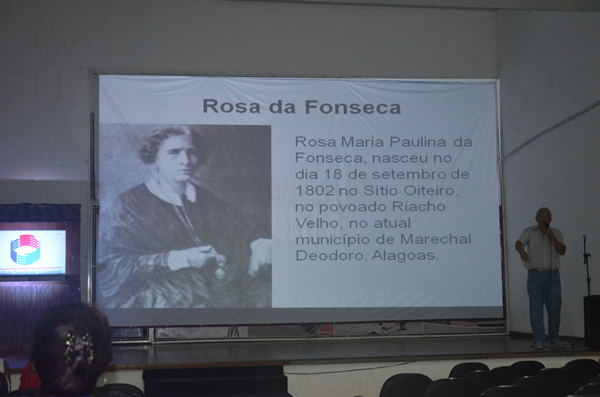 Rosa da Fonseca
Rosa Maria Paulina da
Fonseca, nasceu no
dia 18 de setembro de
1802 no Sítio Oiteiro,
no povoado Riacho
Velho, no atual
município de Marechal
Deodoro, Alagoas.